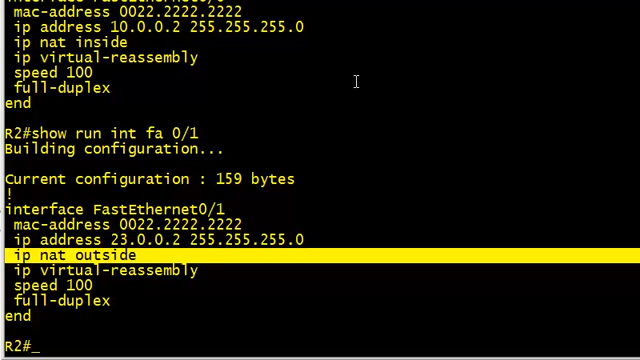 interface FastEthernet0/0
mac-address 0022.2222.2222
ip address 10.0.0.2 255.255.255.0
ip nat inside
ip virtual-reassembly
speed 100
full-duplex
end
R2#show run int fa 0/1
Building configuration...
Current configuration : 159 bytes
!
interface FastEthernet0/1
mac-address 0022.2222.2222
ip address 23.0.0.2 255.255.255.0
ip nat outside
ip virtual-reassembly
speed 100
full-duplex
end
R2#_